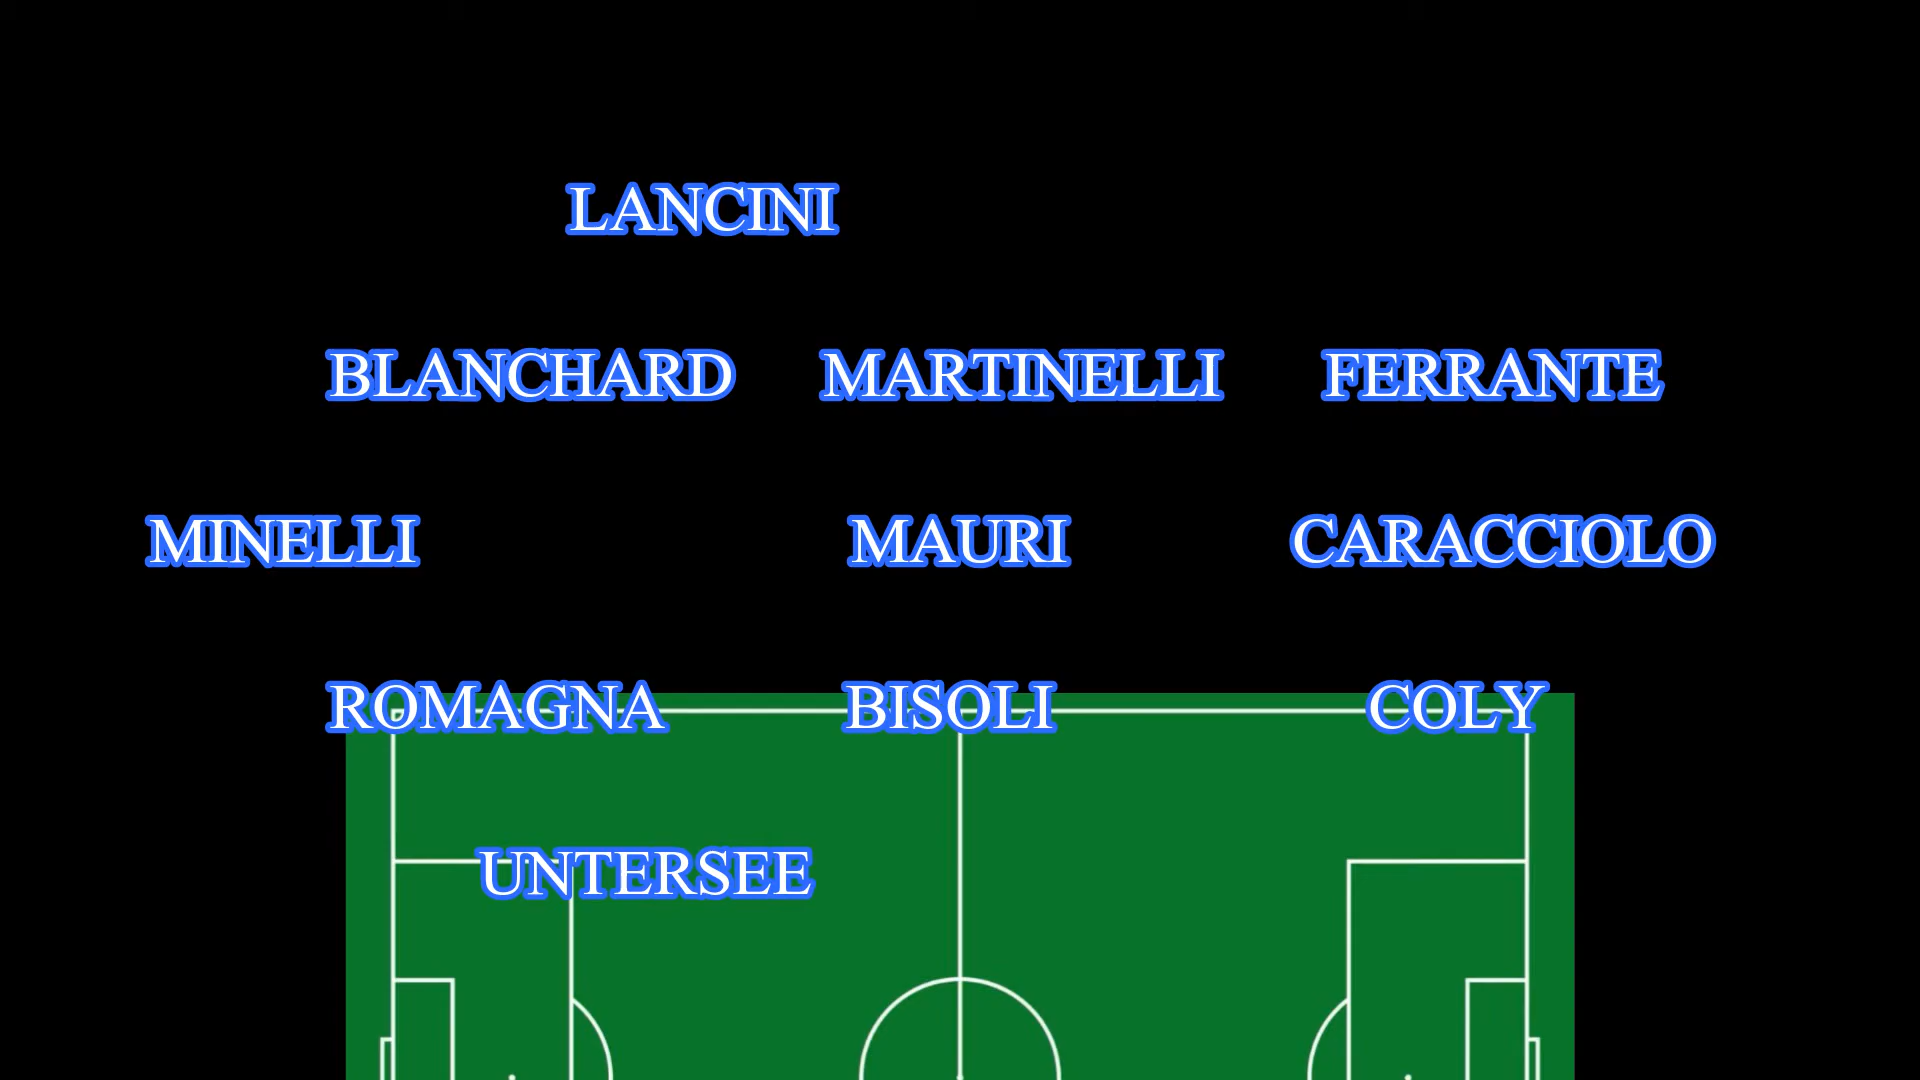 LANCINI
BLANCHARD MARTINELLI FERRANTE
MINELLI MAURI CARACCIOLO
ROMAGNA BISOLI COLY
UNTERSEE